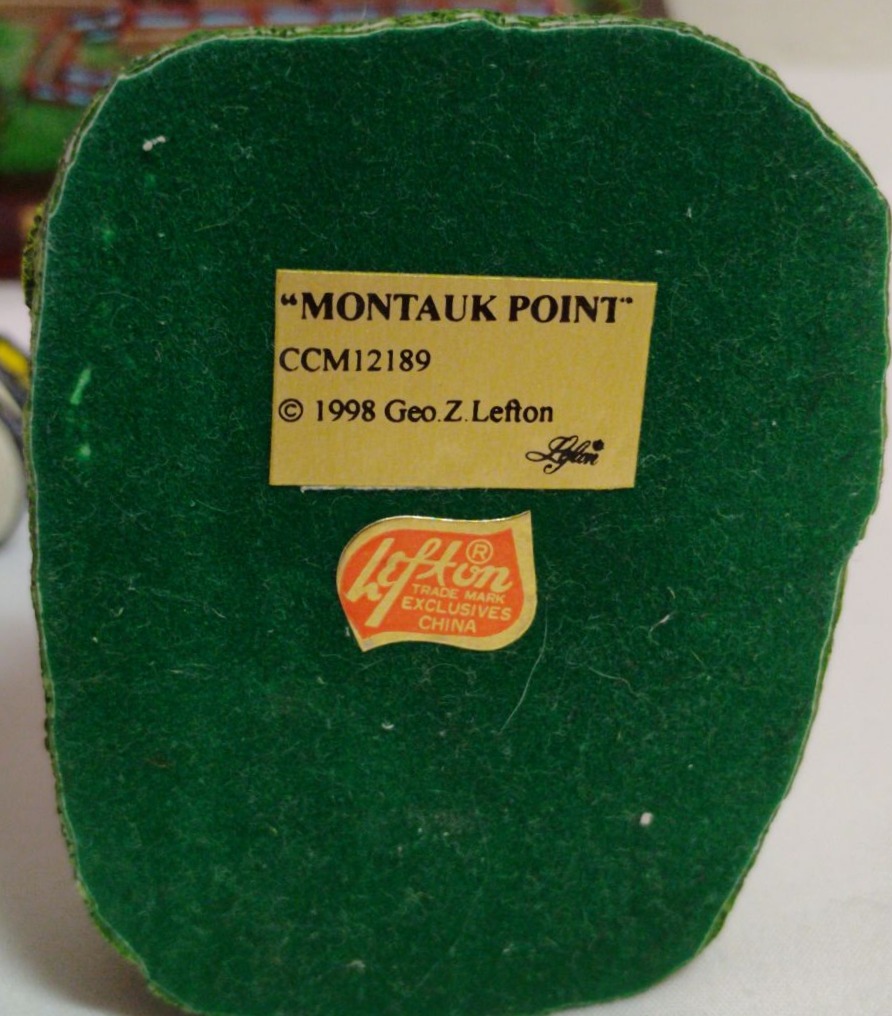 “MONTAUK POINT”
CCM12189
© 1998 Geo.Z.Lefton
Lefton
Lefton®
TRADE MARK
EXCLUSIVES
CHINA